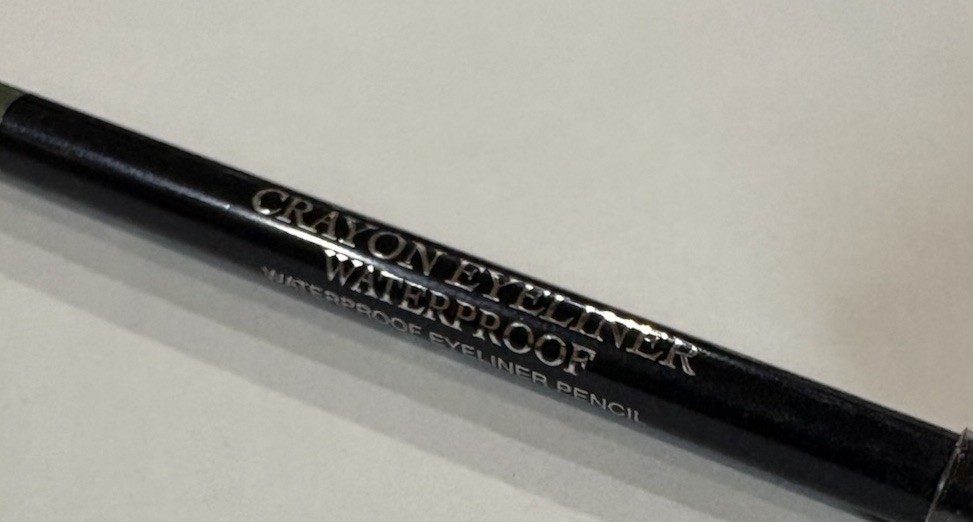 CRAYON EYELINER
WATERPROOF
WATERPROOF EYELINER PENCIL